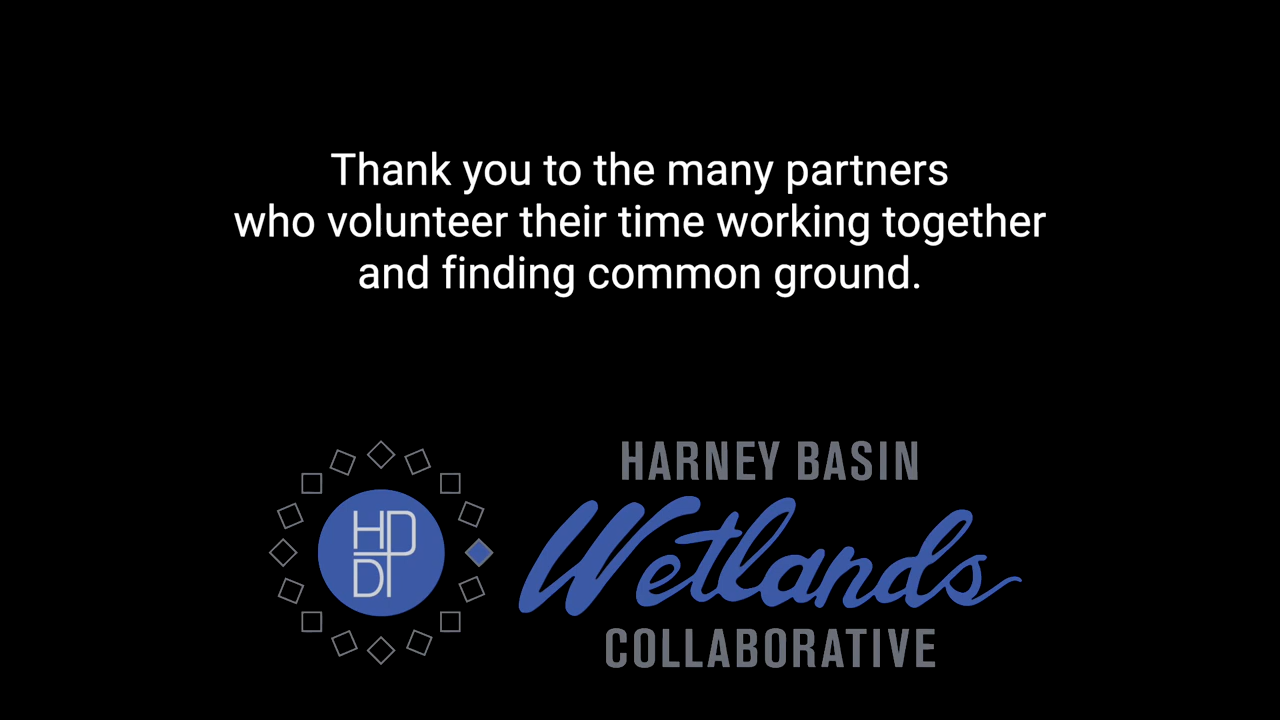 Thank you to the many partners
who volunteer their time working together
and finding common ground.
HD
DP
HARNEY BASIN
Wetlands
COLLABORATIVE